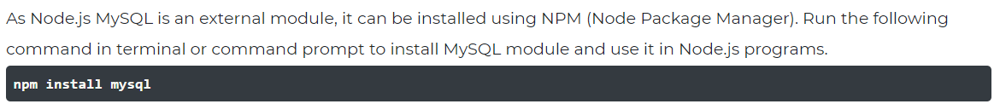 As Node.js MySQL is an external module, it can be installed using NPM (Node Package Manager). Run the following
command in terminal or command prompt to install MySQL module and use it in Node.js programs.
npm install mysql